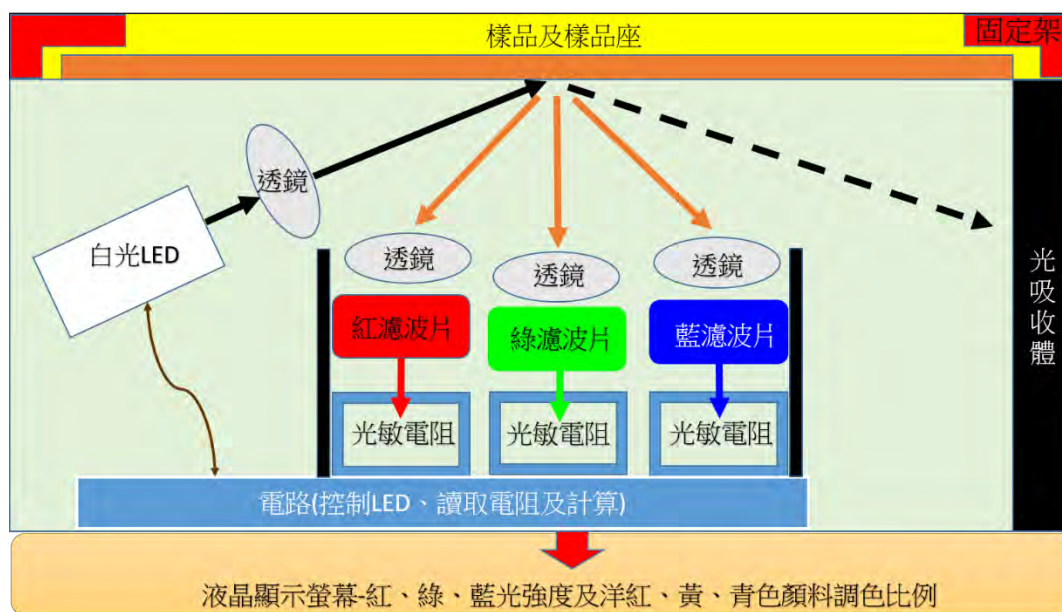 樣品及樣品座
固定架
透鏡
白光LED
透鏡
透鏡
透鏡
光吸收體
紅濾波片
綠濾波片
藍濾波片
光敏電阻
光敏電阻
光敏電阻
電路(控制LED、讀取電阻及計算)
液晶顯示螢幕-紅、綠、藍光強度及洋紅、黃、青色顏料調色比例